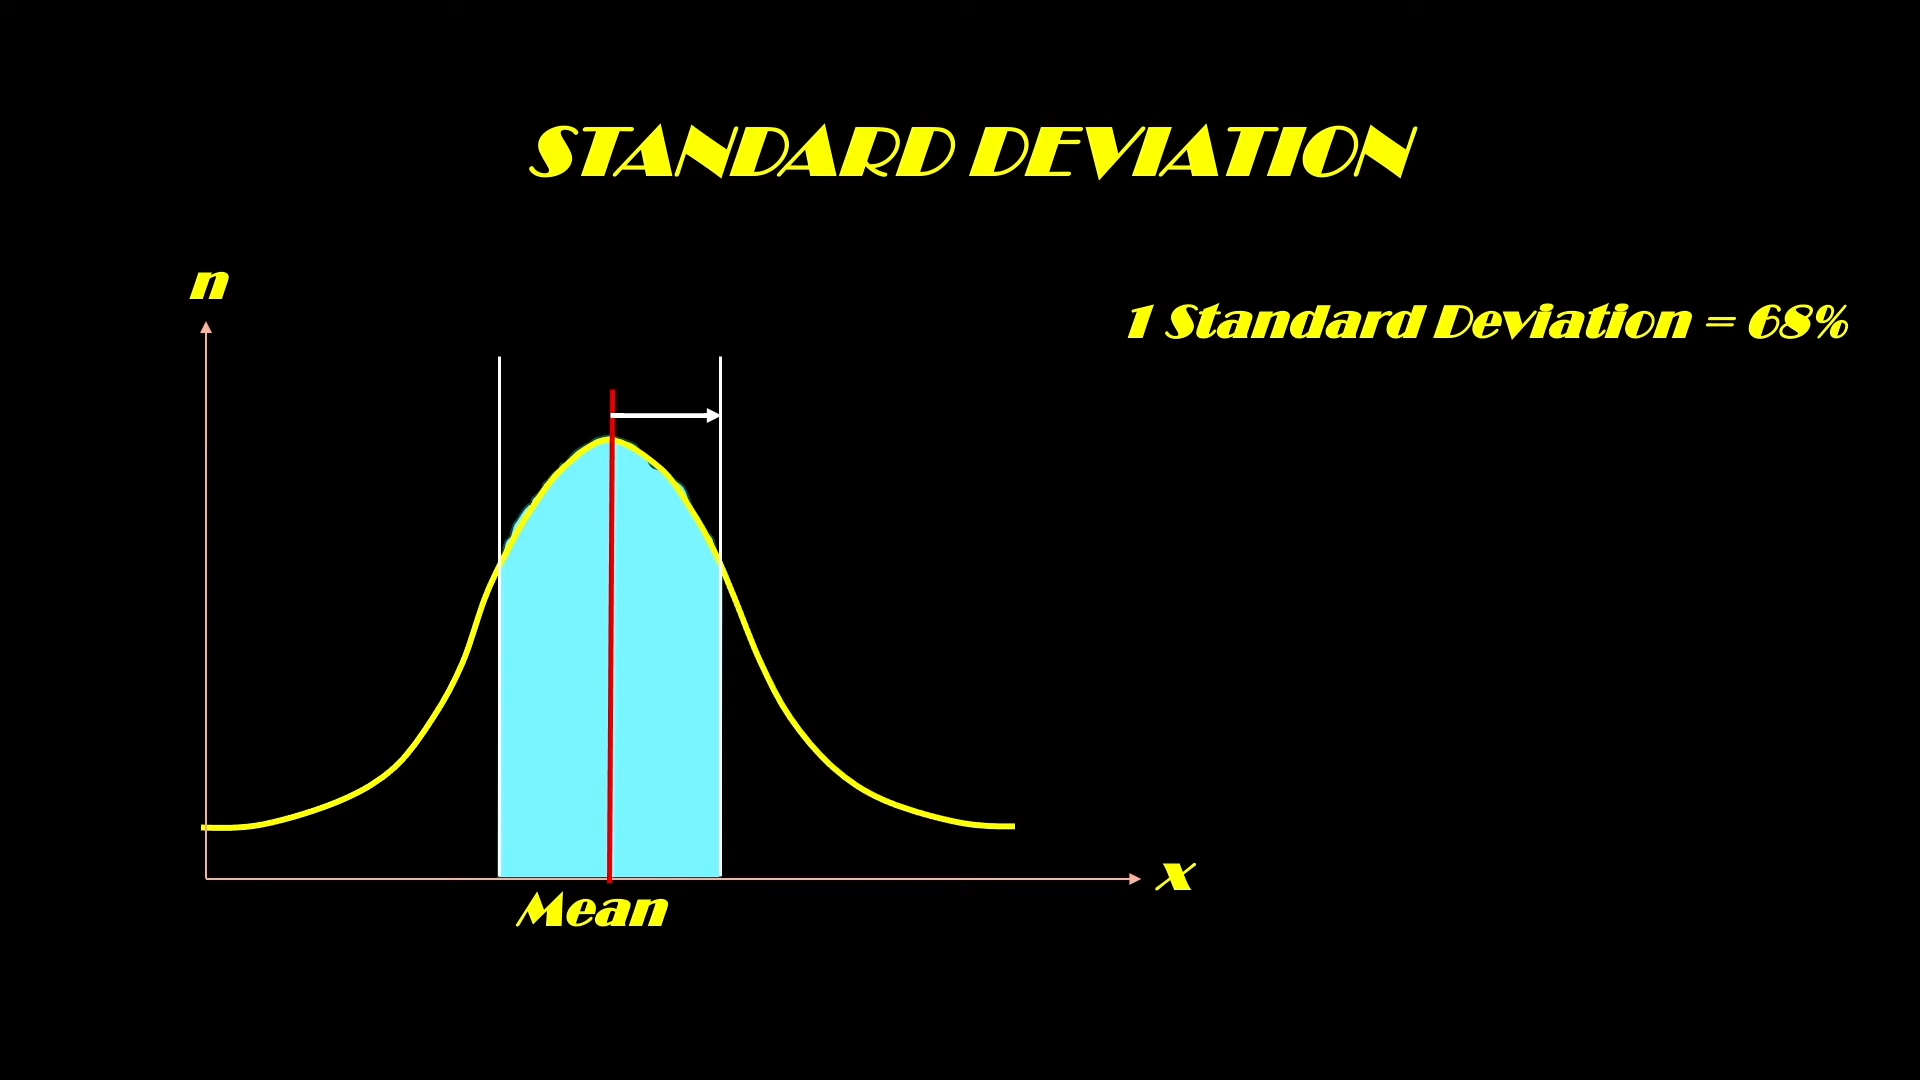 STANDARD DEVIATION
n
1 Standard Deviation = 68%
x
Mean